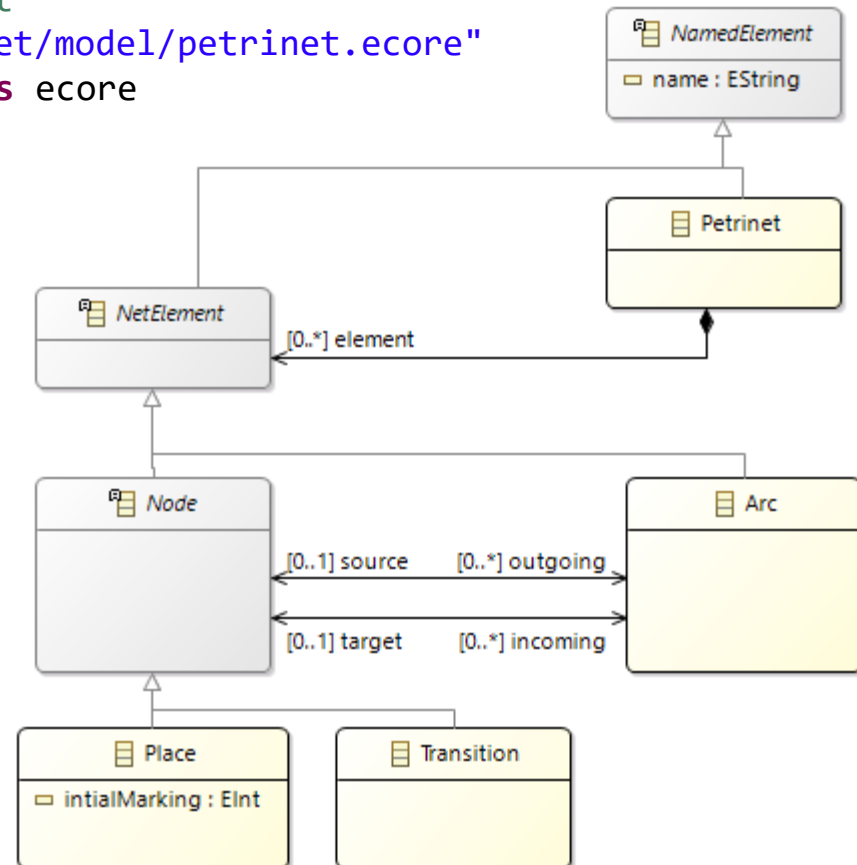 et/model/petrinet.ecore"
s ecore
NamedElement
name : EString
Petrinet
NetElement
[0..*] element
Node
Arc
[0..1] source
[0..*] outgoing
[0..1] target
[0..*] incoming
Place
Transition
intialMarking : EInt